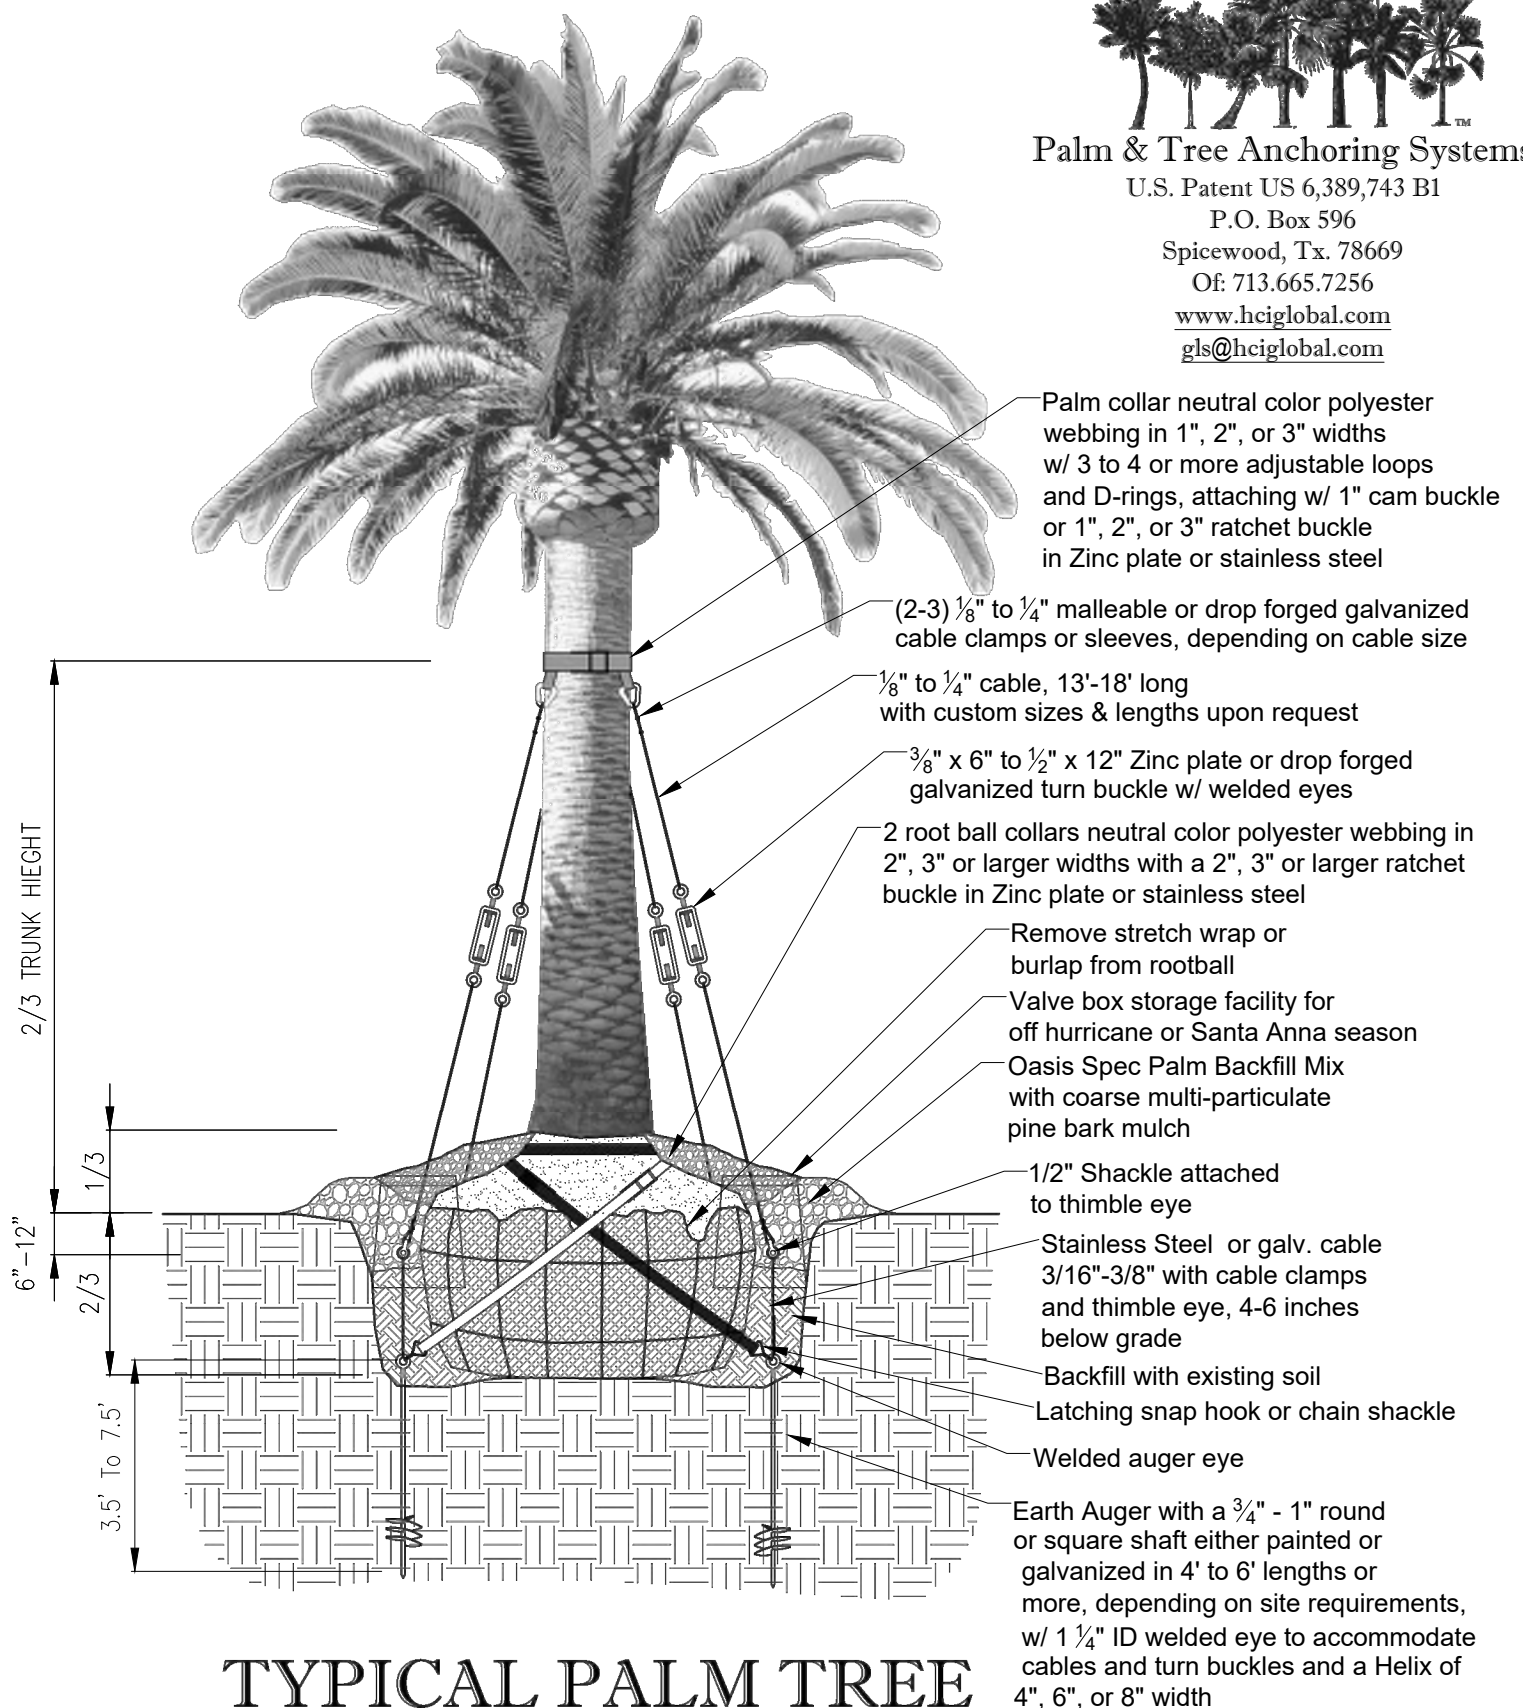 TM
Palm & Tree Anchoring Systems
U.S. Patent US 6,389,743 B1
P.O. Box 596
Spicewood, Tx. 78669
Of: 713.665.7256
www.hciglobal.com
gls@hciglobal.com
Palm collar neutral color polyester
webbing in 1", 2", or 3" widths
w/ 3 to 4 or more adjustable loops
and D-rings, attaching w/ 1" cam buckle
or 1", 2", or 3" ratchet buckle
in Zinc plate or stainless steel
(2-3) ⅛" to ¼" malleable or drop forged galvanized
cable clamps or sleeves, depending on cable size
⅛" to ¼" cable, 13'-18' long
with custom sizes & lengths upon request
⅜" x 6" to ½" x 12" Zinc plate or drop forged
galvanized turn buckle w/ welded eyes
2 root ball collars neutral color polyester webbing in
2", 3" or larger widths with a 2", 3" or larger ratchet
buckle in Zinc plate or stainless steel
Remove stretch wrap or
burlap from rootball
Valve box storage facility for
off hurricane or Santa Anna season
Oasis Spec Palm Backfill Mix
with coarse multi-particulate
pine bark mulch
1/2" Shackle attached
to thimble eye
Stainless Steel or galv. cable
3/16"-3/8" with cable clamps
and thimble eye, 4-6 inches
below grade
Backfill with existing soil
Latching snap hook or chain shackle
Welded auger eye
Earth Auger with a ¾" - 1" round
or square shaft either painted or
galvanized in 4' to 6' lengths or
more, depending on site requirements,
w/ 1 ¼" ID welded eye to accommodate
cables and turn buckles and a Helix of
4", 6", or 8" width
2/3 TRUNK HIEGHT
1/3
6"-12"
2/3
3.5' To 7.5'
TYPICAL PALM TREE